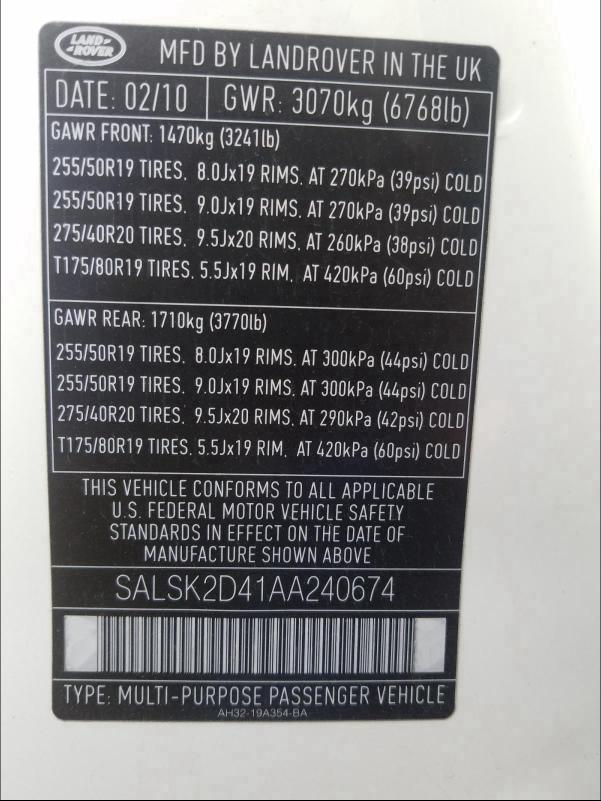 LAND ROVER
MFD BY LANDROVER IN THE UK
DATE: 02/10 GWR: 3070kg (6768lb)
GAWR FRONT: 1470kg (3241lb)
255/50R19 TIRES, 8.0Jx19 RIMS, AT 270kPa (39psi) COLD
255/50R19 TIRES, 9.0Jx19 RIMS, AT 270kPa (39psi) COLD
275/40R20 TIRES, 9.5Jx20 RIMS, AT 260kPa (38psi) COLD
T175/80R19 TIRES, 5.5Jx19 RIM, AT 420kPa (60psi) COLD
GAWR REAR: 1710kg (3770lb)
255/50R19 TIRES, 8.0Jx19 RIMS, AT 300kPa (44psi) COLD
255/50R19 TIRES, 9.0Jx19 RIMS, AT 300kPa (44psi) COLD
275/40R20 TIRES, 9.5Jx20 RIMS, AT 290kPa (42psi) COLD
T175/80R19 TIRES, 5.5Jx19 RIM, AT 420kPa (60psi) COLD
THIS VEHICLE CONFORMS TO ALL APPLICABLE
U.S. FEDERAL MOTOR VEHICLE SAFETY
STANDARDS IN EFFECT ON THE DATE OF
MANUFACTURE SHOWN ABOVE
SALSK2D41AA240674
TYPE: MULTI-PURPOSE PASSENGER VEHICLE
AH32-19A354-BA